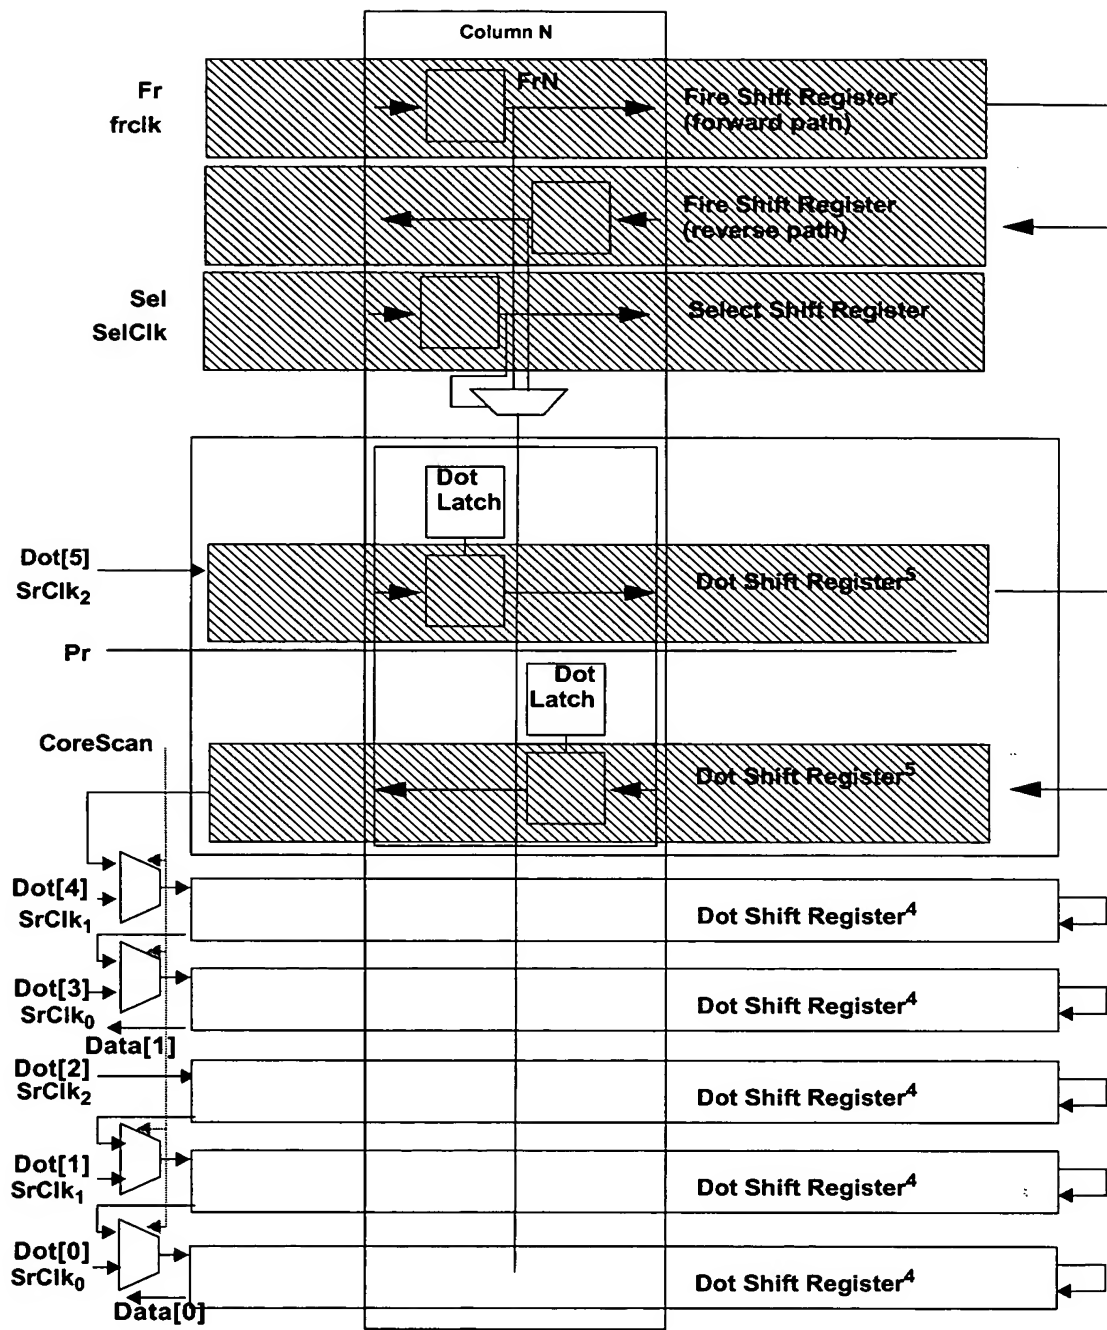 Column N
Fr
frclk
FrN
Fire Shift Register
(forward path)
Fire Shift Register
(reverse path)
Sel
SelClk
Select Shift Register
Dot
Latch
Dot[5]
SrClk₂
Dot Shift Register⁵
Pr
Dot
Latch
CoreScan
Dot Shift Register⁵
Dot[4]
SrClk₁
Dot Shift Register⁴
Dot[3]
SrClk₀
Dot Shift Register⁴
Data[1]
Dot[2]
SrClk₂
Dot Shift Register⁴
Dot[1]
SrClk₁
Dot Shift Register⁴
Dot[0]
SrClk₀
Dot Shift Register⁴
Data[0]